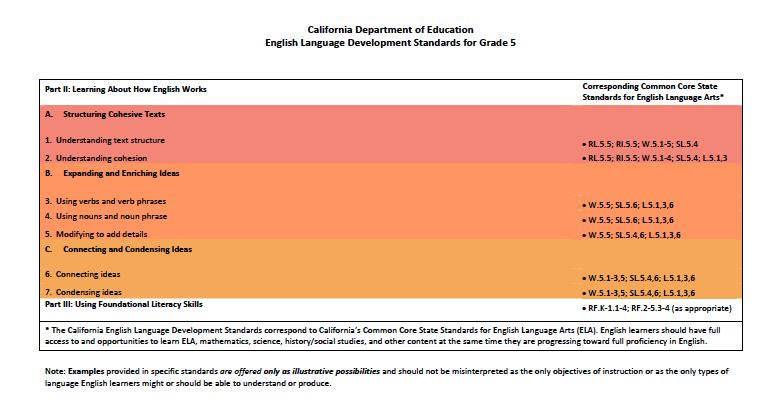 California Department of Education
English Language Development Standards for Grade 5
Part II: Learning About How English Works
Corresponding Common Core State
Standards for English Language Arts*
A. Structuring Cohesive Texts
1. Understanding text structure
• RL.5.5; RI.5.5; W.5.1-5; SL.5.4
2. Understanding cohesion
• RL.5.5; RI.5.5; W.5.1-4; SL.5.4; L.5.1,3
B. Expanding and Enriching Ideas
3. Using verbs and verb phrases
• W.5.5; SL.5.6; L.5.1,3,6
4. Using nouns and noun phrase
• W.5.5; SL.5.6; L.5.1,3,6
5. Modifying to add details
• W.5.5; SL.5.4,6; L.5.1,3,6
C. Connecting and Condensing Ideas
6. Connecting ideas
• W.5.1-3,5; SL.5.4,6; L.5.1,3,6
7. Condensing ideas
• W.5.1-3,5; SL.5.4,6; L.5.1,3,6
Part III: Using Foundational Literacy Skills
• RF.K-1.1-4; RF.2-5.3-4 (as appropriate)
* The California English Language Development Standards correspond to California's Common Core State Standards for English Language Arts (ELA). English learners should have full
access to and opportunities to learn ELA, mathematics, science, history/social studies, and other content at the same time they are progressing toward full proficiency in English.
Note: Examples provided in specific standards are offered only as illustrative possibilities and should not be misinterpreted as the only objectives of instruction or as the only types of
language English learners might or should be able to understand or produce.